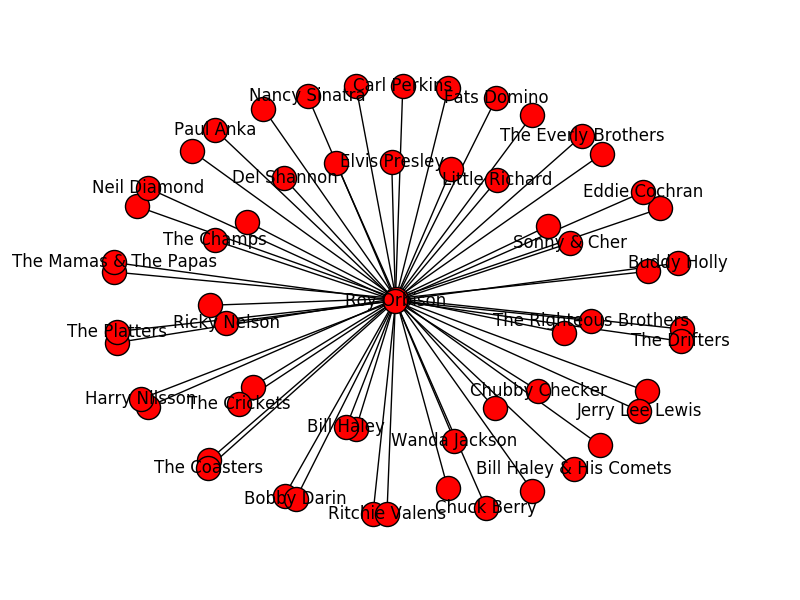 Carl Perkins
Nancy Sinatra
Fats Domino
Paul Anka
The Everly Brothers
Elvis Presley
Del Shannon
Little Richard
Neil Diamond
Eddie Cochran
The Champs
Sonny & Cher
The Mamas & The Papas
Buddy Holly
Roy Orbison
Ricky Nelson
The Righteous Brothers
The Platters
The Drifters
Chubby Checker
Harry Nilsson
The Crickets
Jerry Lee Lewis
Bill Haley
Wanda Jackson
The Coasters
Bill Haley & His Comets
Bobby Darin
Chuck Berry
Ritchie Valens